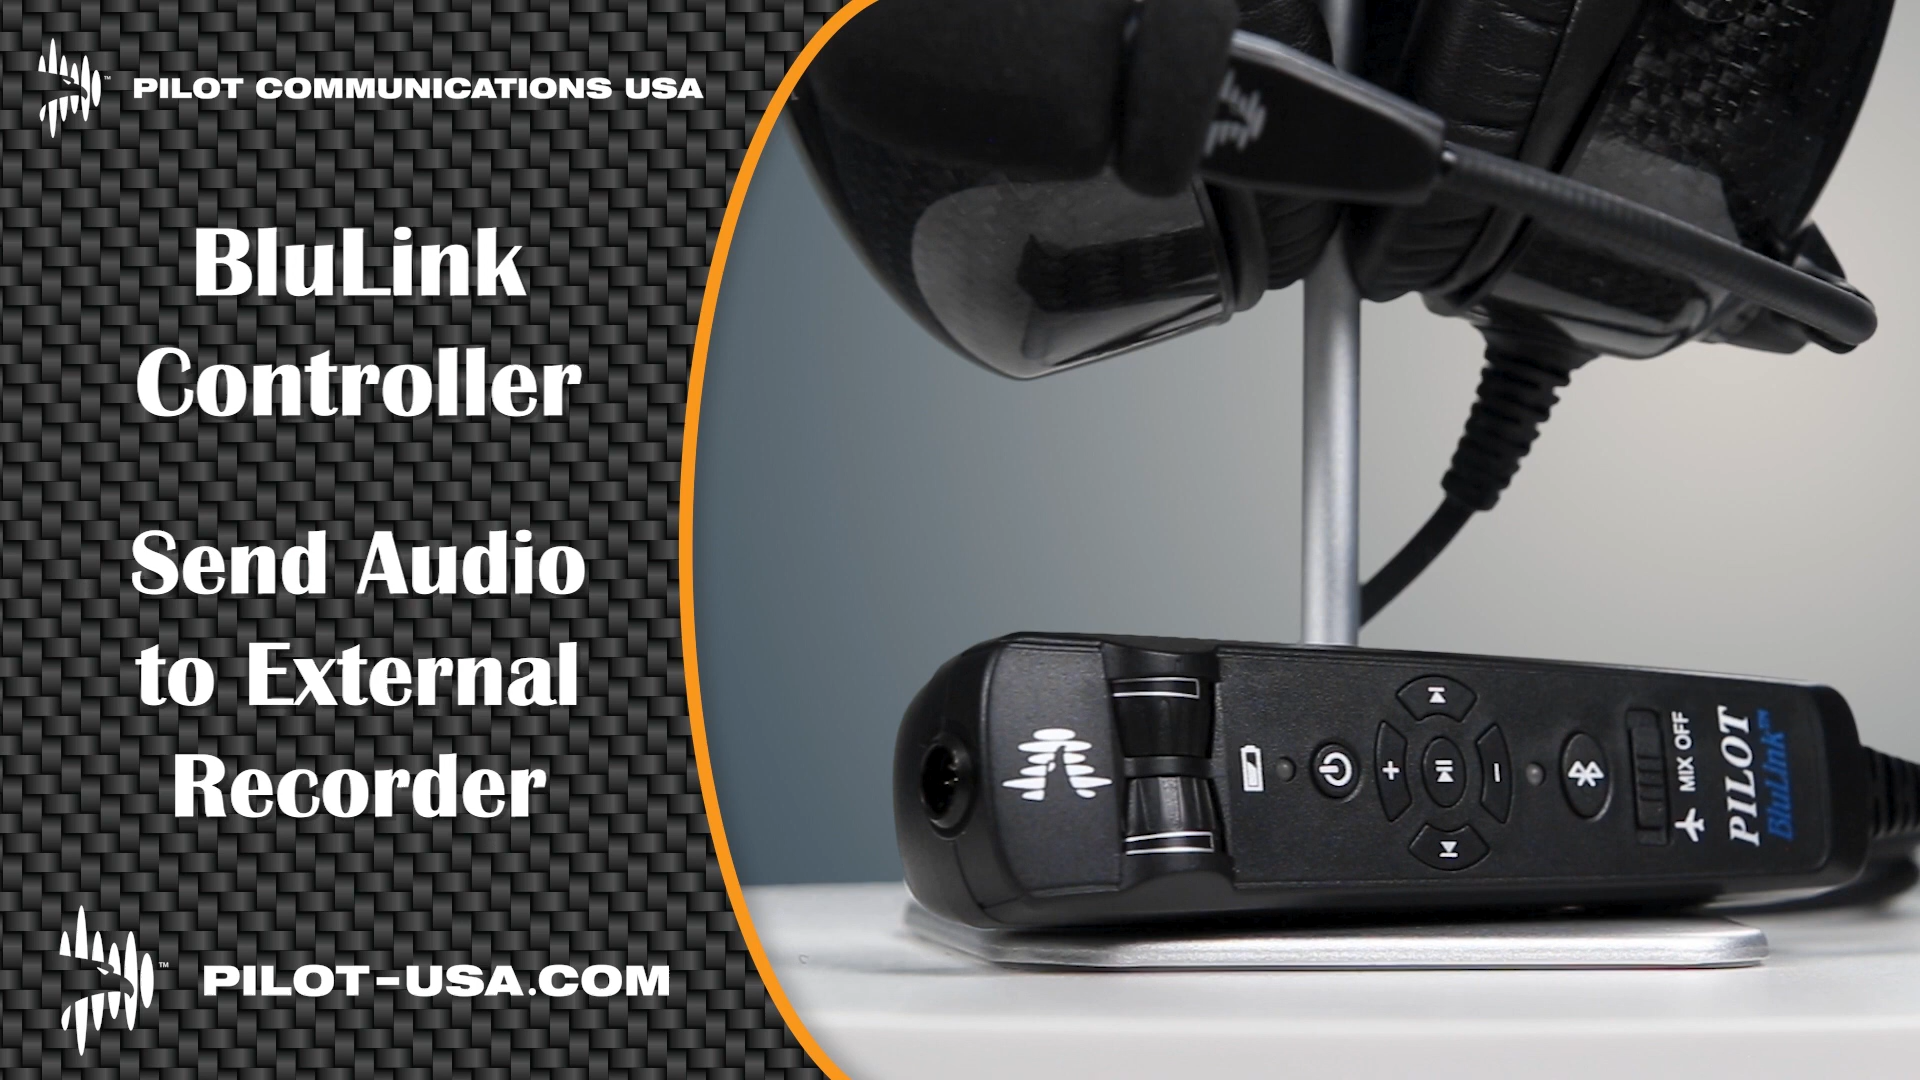 PILOT COMMUNICATIONS USA
BluLink
Controller
Send Audio
to External
Recorder
PILOT-USA.COM
MIX OFF
PILOT
BluLink